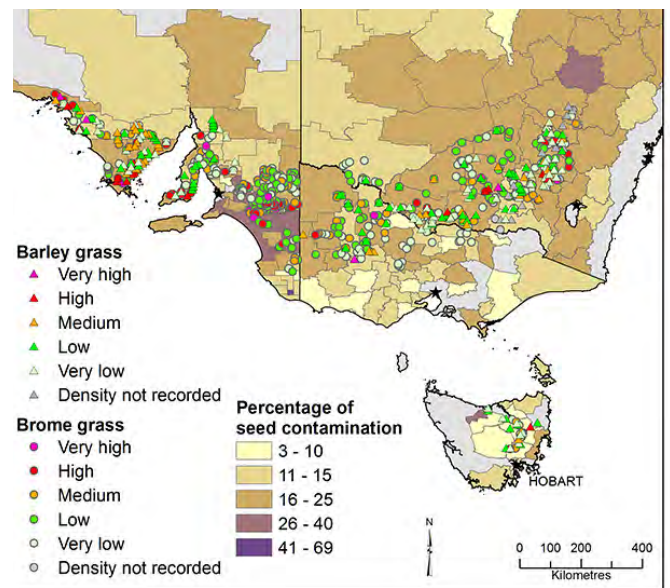 Barley grass
Very high
High
Medium
Low
Very low
Density not recorded
Brome grass
Very high
High
Medium
Low
Very low
Density not recorded
Percentage of
seed contamination
3 - 10
11 - 15
16 - 25
26 - 40
41 - 69
HOBART
N
0 100 200 400
Kilometres